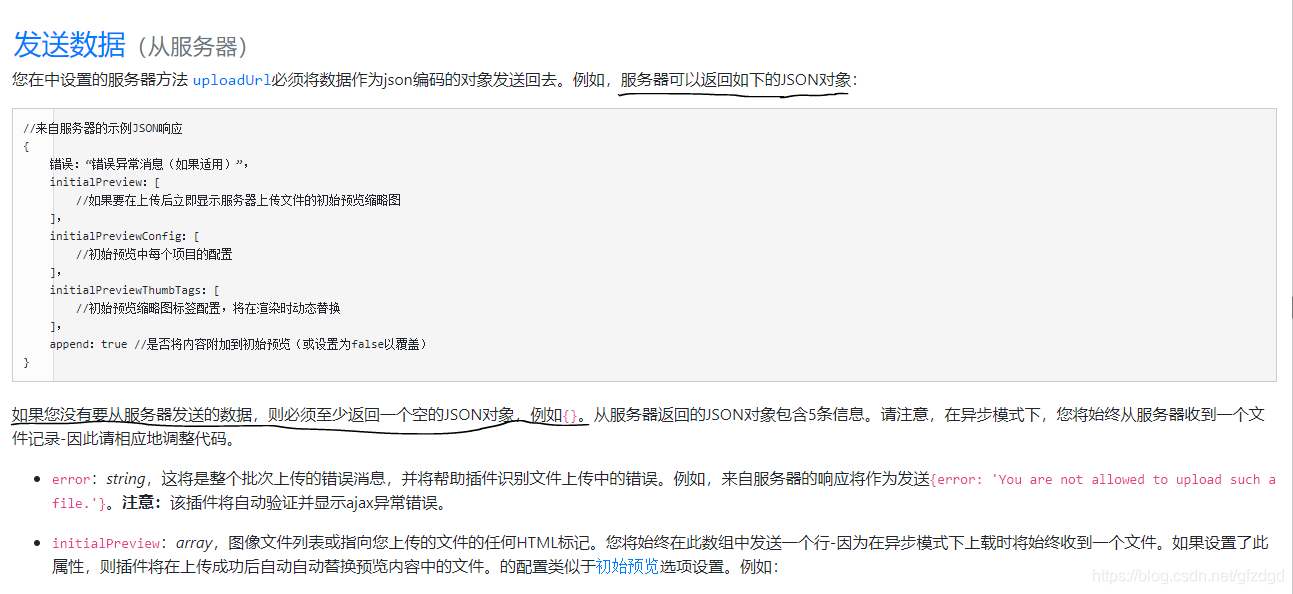 发送数据（从服务器）
您在中设置的服务器方法 uploadUrl必须将数据作为json编码的对象发送回去。例如，服务器可以返回如下的JSON对象：
//来自服务器的示例JSON响应
{
错误：“错误异常消息（如果适用）”，
initialPreview：[
//如果要在上传后立即显示服务器上传文件的初始预览缩略图
]，
initialPreviewConfig：[
//初始预览中每个项目的配置
]，
initialPreviewThumbTags：[
//初始预览缩略图标签配置，将在渲染时动态替换
]，
append：true //是否将内容附加到初始预览（或设置为false以覆盖）
}
如果您没有要从服务器发送的数据，则必须至少返回一个空的JSON对象，例如{}。从服务器返回的JSON对象包含5条信息。请注意，在异步模式下，您将始终从服务器收到一个文
件记录-因此请相应地调整代码。
error：string，这将是整个批次上传的错误消息，并将帮助插件识别文件上传中的错误。例如，来自服务器的响应将作为发送{error: 'You are not allowed to upload such a
file.'}。注意：该插件将自动验证并显示ajax异常错误。
initialPreview：array，图像文件列表或指向您上传的文件的任何HTML标记。您将始终在此数组中发送一个行-因为在异步模式下上载时将始终收到一个文件。如果设置了此
属性，则插件将在上传成功后自动自动替换预览内容中的文件。的配置类似于初始预览选项设置。例如：
https://blog.csdn.net/gfzdgd